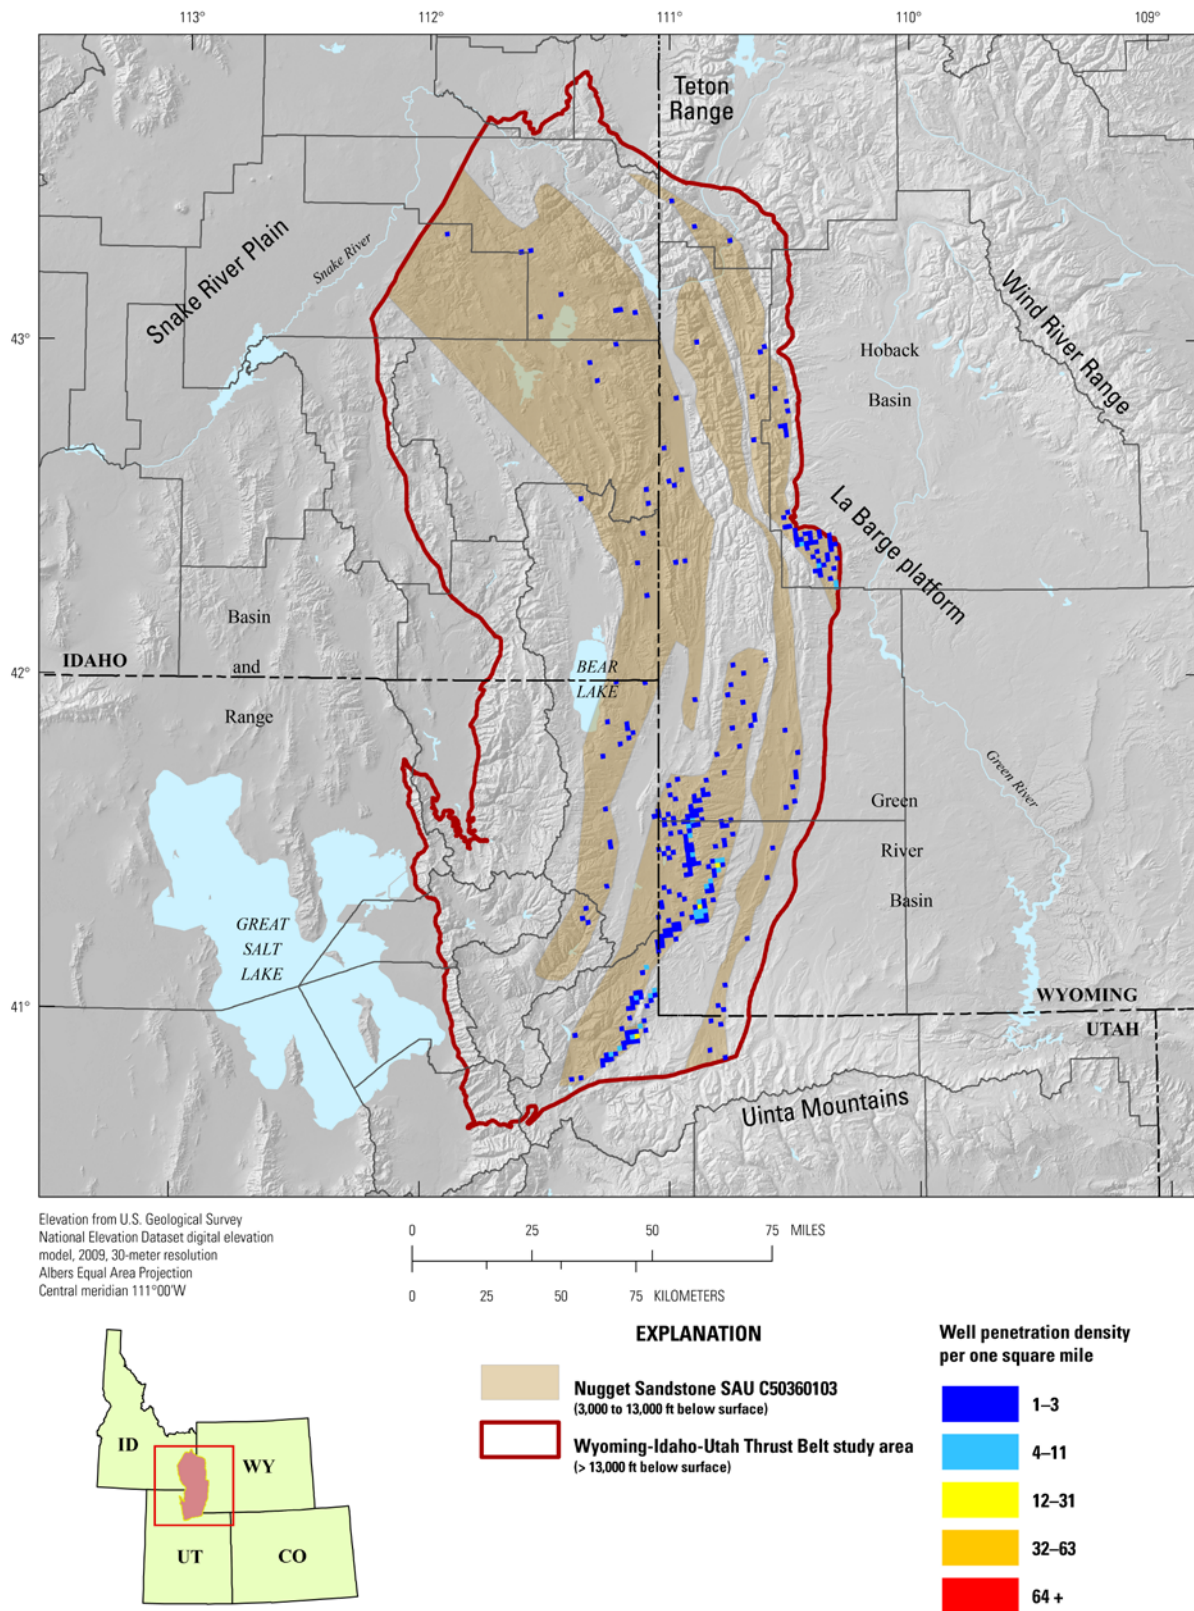 113°
112°
111°
110°
109°
Teton
Range
Snake River Plain
Snake River
Wind River Range
43°
Hoback
Basin
La Barge platform
Basin
and
Range
IDAHO
42°
BEAR
LAKE
Green River
Green
River
Basin
GREAT
SALT
LAKE
41°
WYOMING
UTAH
Uinta Mountains
Elevation from U.S. Geological Survey
National Elevation Dataset digital elevation
model, 2009, 30-meter resolution
Albers Equal Area Projection
Central meridian 111°00'W
0 25 50 75 MILES
0 25 50 75 KILOMETERS
EXPLANATION
Nugget Sandstone SAU C50360103
(3,000 to 13,000 ft below surface)
Wyoming-Idaho-Utah Thrust Belt study area
(> 13,000 ft below surface)
Well penetration density
per one square mile
1–3
4–11
12–31
32–63
64 +
ID
WY
UT
CO